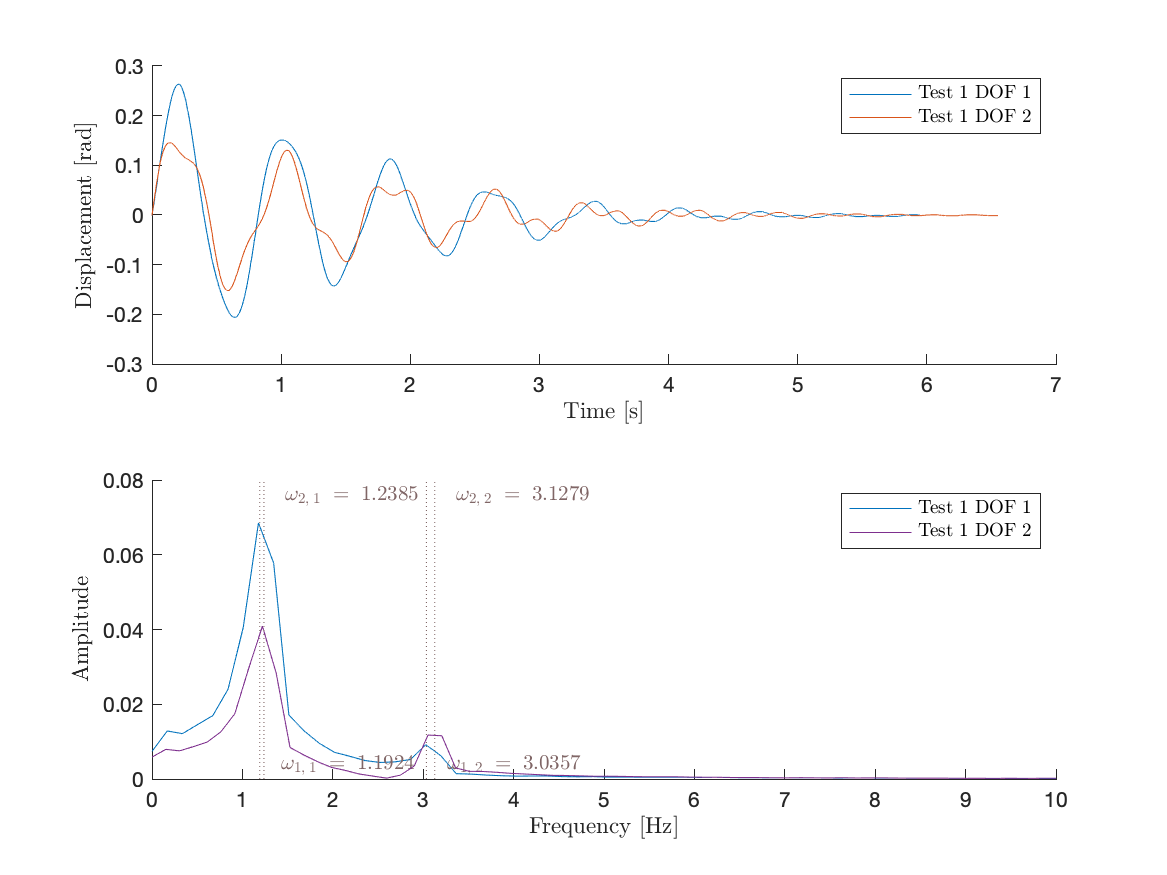 0.3
0.2
0.1
0
-0.1
-0.2
-0.3
Displacement [rad]
Test 1 DOF 1
Test 1 DOF 2
0 1 2 3 4 5 6 7
Time [s]
0.08
0.06
0.04
0.02
0
Amplitude
ω2, 1 = 1.2385
ω2, 2 = 3.1279
Test 1 DOF 1
Test 1 DOF 2
ω1, 1 = 1.1924
ω1, 2 = 3.0357
0 1 2 3 4 5 6 7 8 9 10
Frequency [Hz]